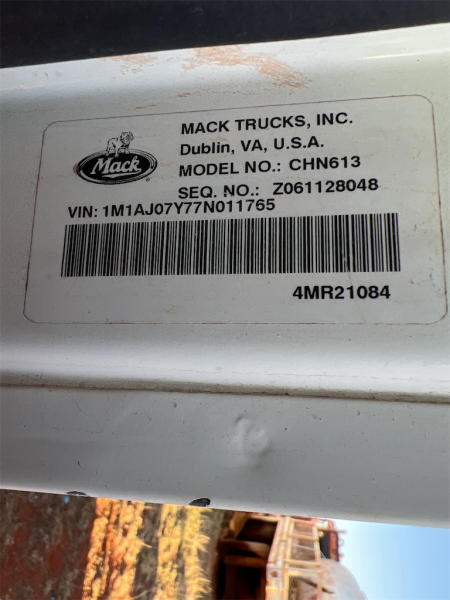 MACK TRUCKS, INC.
Mack
Dublin, VA, U.S.A.
MODEL NO.: CHN613
SEQ. NO.: Z061128048
VIN: 1M1AJ07Y77N011765
4MR21084